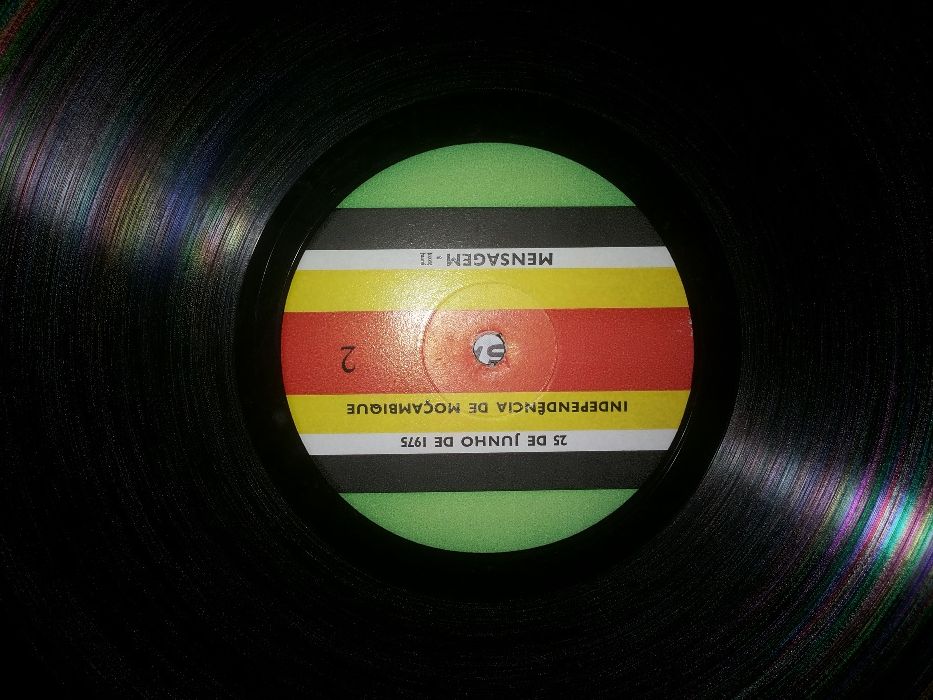 25 DE JUNHO DE 1975
INDEPENDÊNCIA DE MOÇAMBIQUE
2
MENSAGEM -